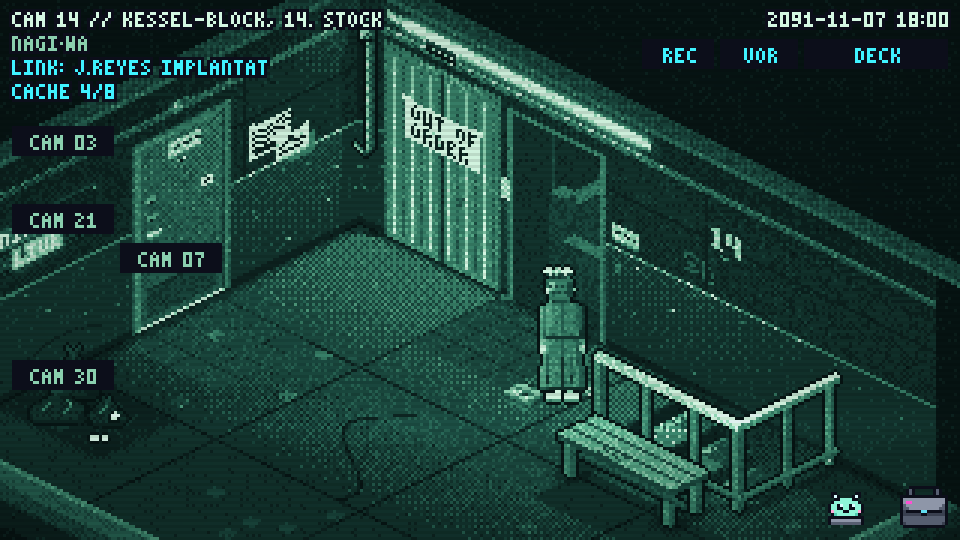 CAM 14 // KESSEL-BLOCK, 14. STOCK
2091-11-07 18:00
NAGI-WA
LINK: J.REYES IMPLANTAT
CACHE 4/8
REC
VOR
DECK
CAM 03
CAM 21
CAM 07
CAM 30
OUT OF
ORDER
14